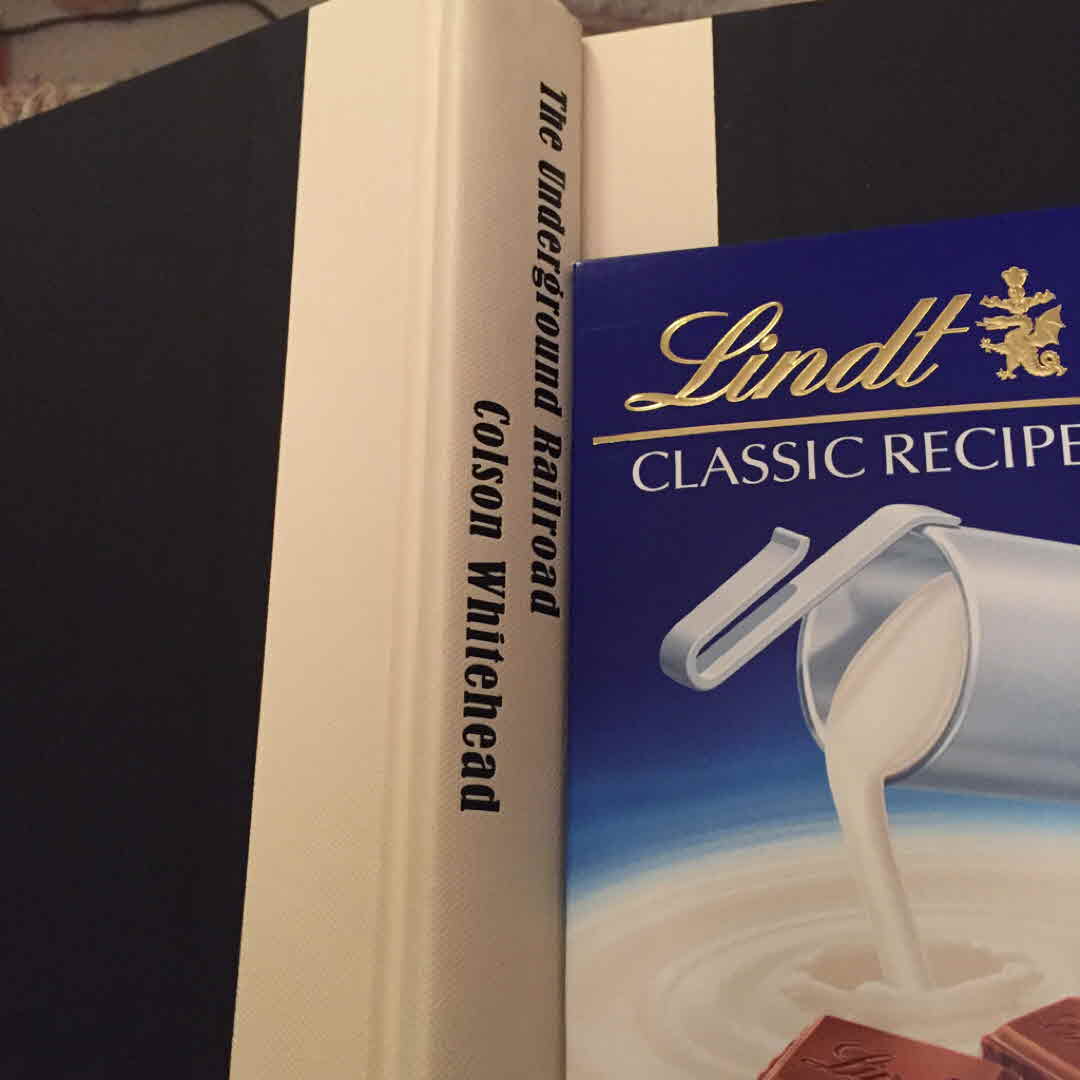 The Underground Railroad
Colson Whitehead
Lindt
CLASSIC RECIPE